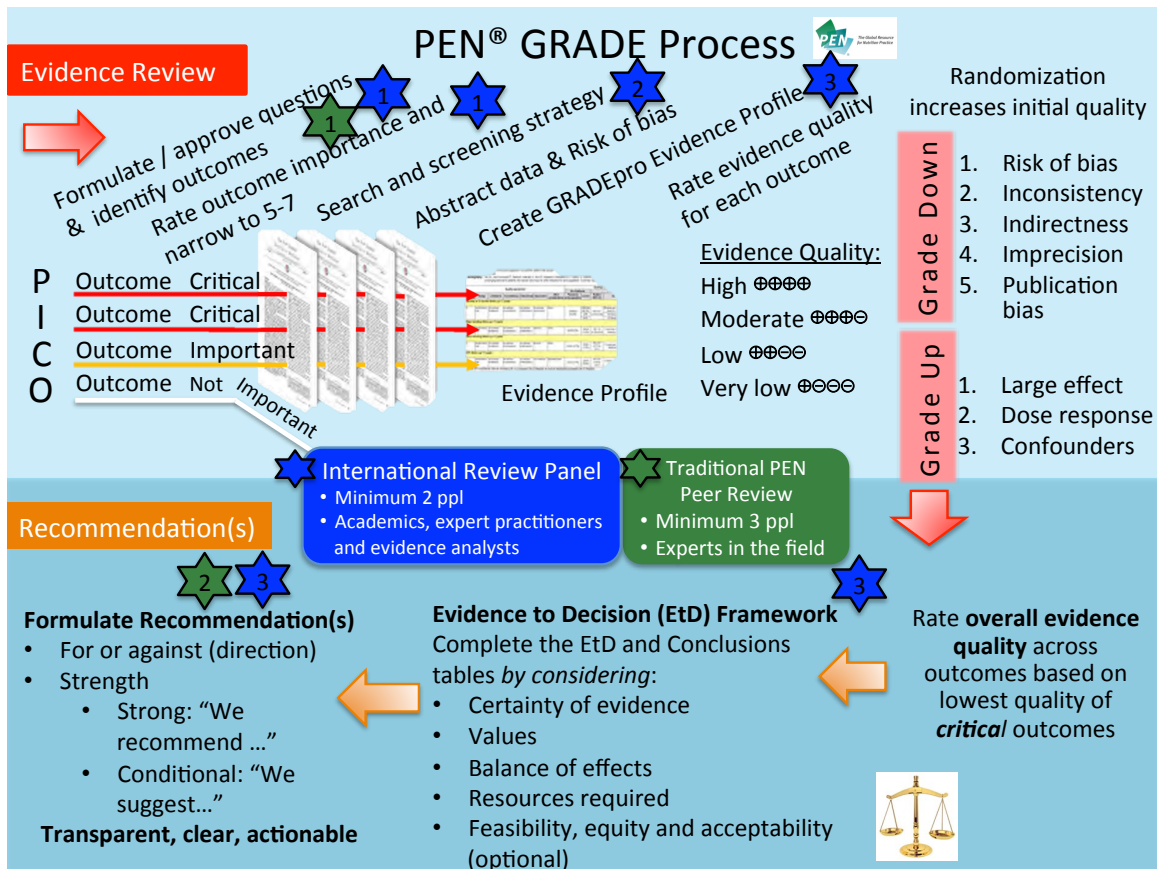 PEN® GRADE Process
PEN
The Global Resource
for Nutrition Practice
Evidence Review
Formulate / approve questions
& identify outcomes
1
1
Rate outcome importance and
narrow to 5-7
1
Search and screening strategy
2
Abstract data & Risk of bias
Create GRADEpro Evidence Profile
3
Rate evidence quality
for each outcome
Randomization
increases initial quality
Grade Down
1. Risk of bias
2. Inconsistency
3. Indirectness
4. Imprecision
5. Publication
bias
Grade Up
1. Large effect
2. Dose response
3. Confounders
P
I
C
O
Outcome Critical
Outcome Critical
Outcome Important
Outcome Not Important
Evidence Profile
Evidence Quality:
High ⊕⊕⊕⊕
Moderate ⊕⊕⊕⊖
Low ⊕⊕⊖⊖
Very low ⊕⊖⊖⊖
International Review Panel
• Minimum 2 ppl
• Academics, expert practitioners
and evidence analysts
Traditional PEN
Peer Review
• Minimum 3 ppl
• Experts in the field
Recommendation(s)
2
3
Formulate Recommendation(s)
• For or against (direction)
• Strength
• Strong: “We
recommend …”
• Conditional: “We
suggest…”
Transparent, clear, actionable
3
Evidence to Decision (EtD) Framework
Complete the EtD and Conclusions
tables by considering:
• Certainty of evidence
• Values
• Balance of effects
• Resources required
• Feasibility, equity and acceptability
(optional)
Rate overall evidence
quality across
outcomes based on
lowest quality of
critical outcomes